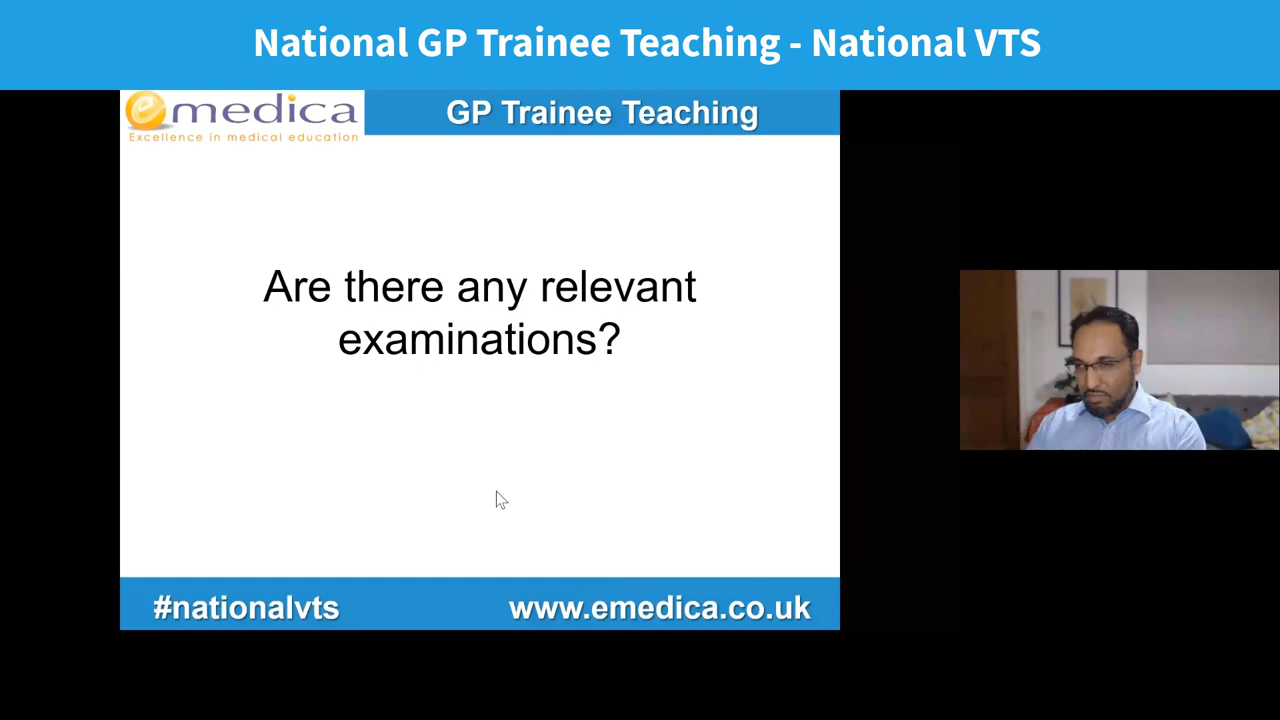 National GP Trainee Teaching - National VTS
emedica
Excellence in medical education
GP Trainee Teaching
Are there any relevant
examinations?
#nationalvts
www.emedica.co.uk